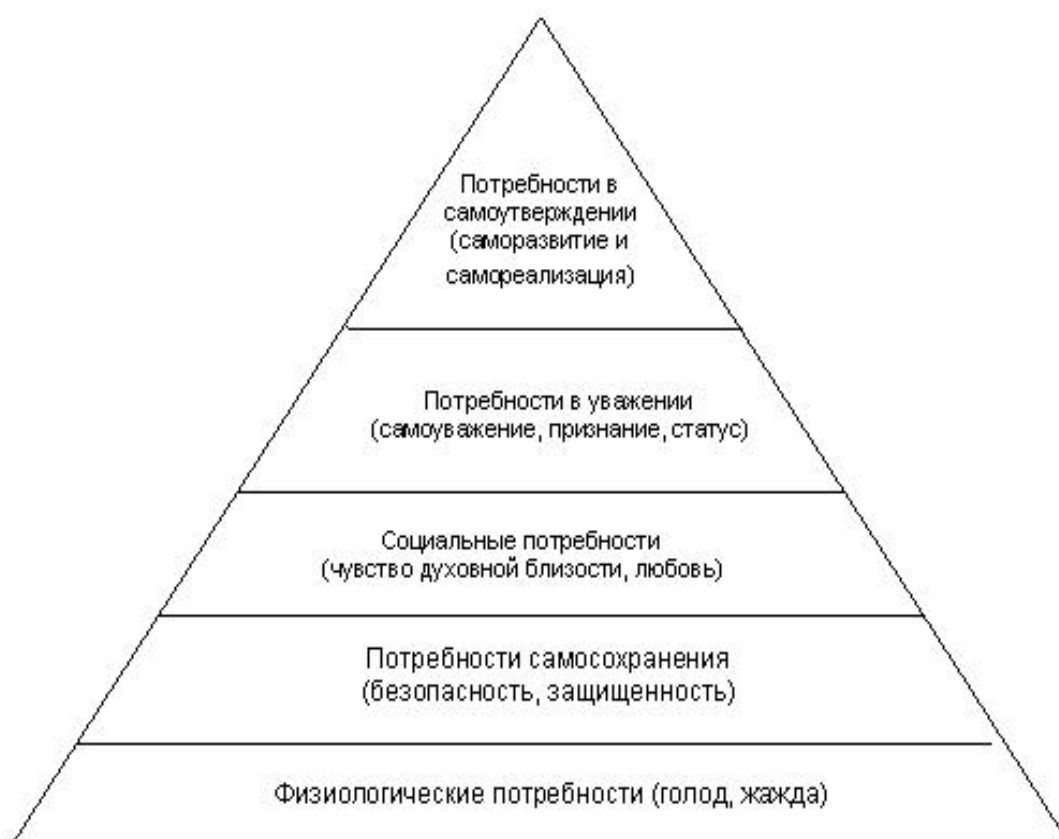 Потребности в
самоутверждении
(саморазвитие и
самореализация)
Потребности в уважении
(самоуважение, признание, статус)
Социальные потребности
(чувство духовной близости, любовь)
Потребности самосохранения
(безопасность, защищенность)
Физиологические потребности (голод, жажда)